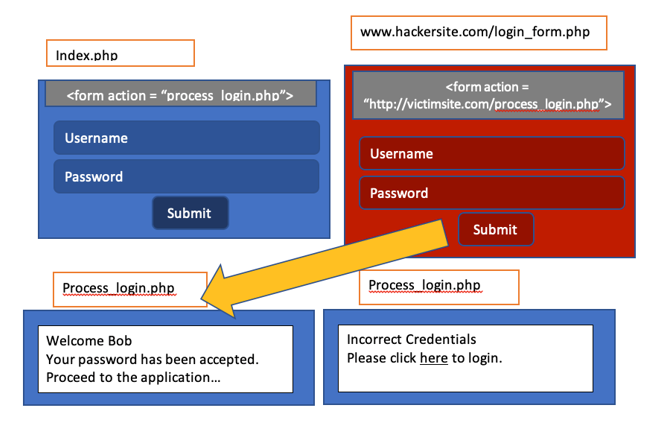 Index.php
<form action = “process_login.php”>
Username
Password
Submit
www.hackersite.com/login_form.php
<form action =
“http://victimsite.com/process_login.php”>
Username
Password
Submit
Process_login.php
Welcome Bob
Your password has been accepted.
Proceed to the application…
Process_login.php
Incorrect Credentials
Please click here to login.